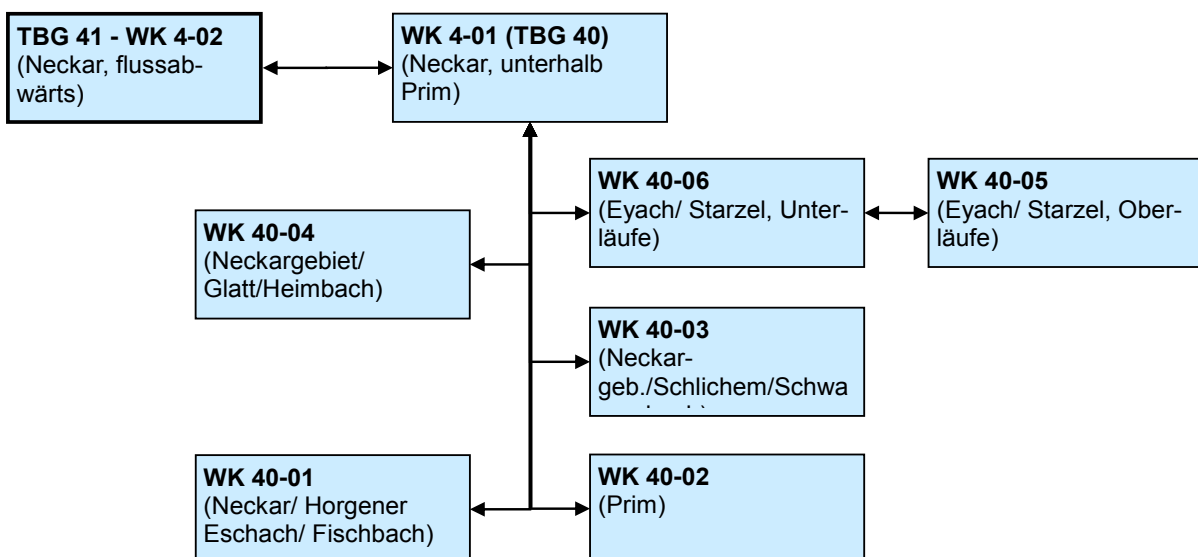 TBG 41 - WK 4-02
(Neckar, flussab-
wärts)
WK 4-01 (TBG 40)
(Neckar, unterhalb
Prim)
WK 40-06
(Eyach/ Starzel, Unter-
läufe)
WK 40-05
(Eyach/ Starzel, Ober-
läufe)
WK 40-04
(Neckargebiet/
Glatt/Heimbach)
WK 40-03
(Neckar-
geb./Schlichem/Schwa
WK 40-01
(Neckar/ Horgener
Eschach/ Fischbach)
WK 40-02
(Prim)